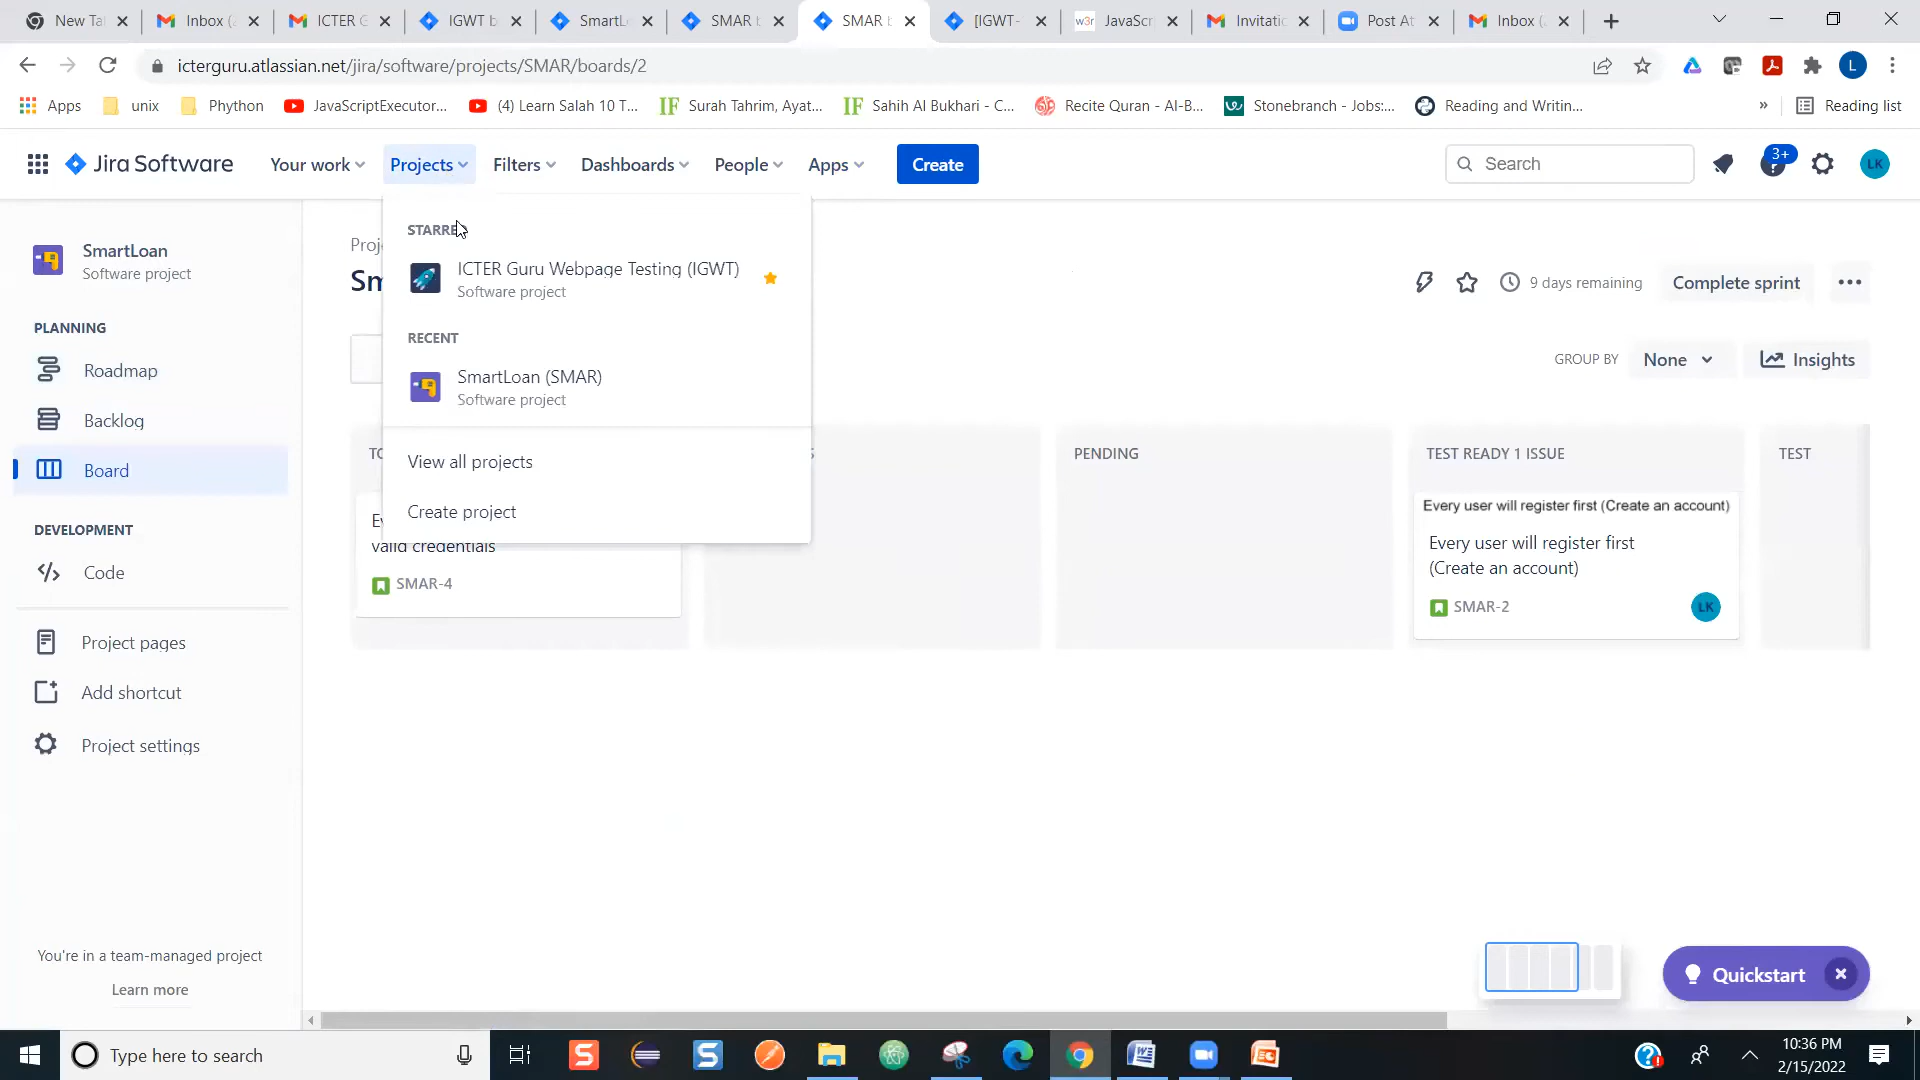 New Ta
Inbox (
ICTER G
IGWT b
SmartL
SMAR b
SMAR b
[IGWT-
w3r JavaScr
Invitatio
Post At
Inbox (
icterguru.atlassian.net/jira/software/projects/SMAR/boards/2
L
Apps
unix
Phython
JavaScriptExecutor...
(4) Learn Salah 10 T...
IF Surah Tahrim, Ayat...
IF Sahih Al Bukhari - C...
Recite Quran - Al-B...
Stonebranch - Jobs:...
Reading and Writin...
»
Reading list
Jira Software
Your work
Projects
Filters
Dashboards
People
Apps
Create
Search
3+
LK
SmartLoan
Software project
PLANNING
Roadmap
Backlog
Board
DEVELOPMENT
Code
Project pages
Add shortcut
Project settings
You're in a team-managed project
Learn more
Proj
Sm
STARRE
ICTER Guru Webpage Testing (IGWT)
Software project
RECENT
SmartLoan (SMAR)
Software project
View all projects
Create project
9 days remaining
Complete sprint
GROUP BY
None
Insights
PENDING
TEST READY 1 ISSUE
TEST
valid credentials
SMAR-4
Every user will register first (Create an account)
Every user will register first
(Create an account)
SMAR-2
LK
Quickstart
Type here to search
10:36 PM
2/15/2022